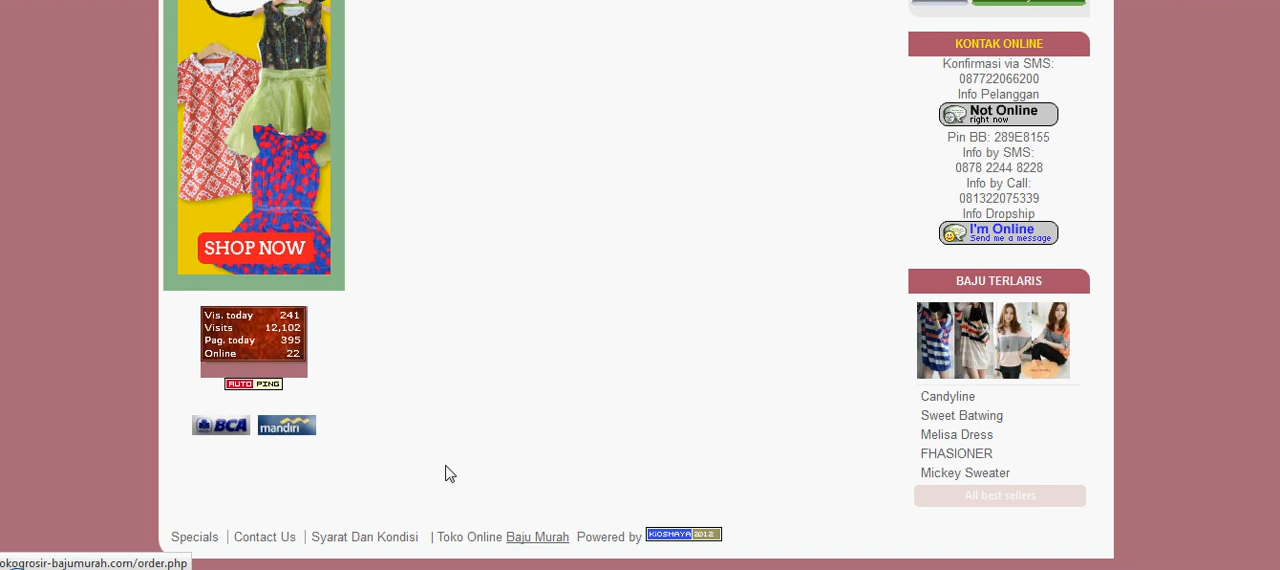 SHOP NOW
Vis. today 241
Visits 12,102
Pag. today 395
Online 22
AUTO PING
BCA mandiri
KONTAK ONLINE
Konfirmasi via SMS:
087722066200
Info Pelanggan
Not Online
right now
Pin BB: 289E8155
Info by SMS:
0878 2244 8228
Info by Call:
081322075339
Info Dropship
I'm Online
Send me a message
BAJU TERLARIS
Candyline
Sweet Batwing
Melisa Dress
FHASIONER
Mickey Sweater
All best sellers
Specials | Contact Us | Syarat Dan Kondisi | Toko Online Baju Murah Powered by KIOSMAYA 2012
okogrosir-bajumurah.com/order.php